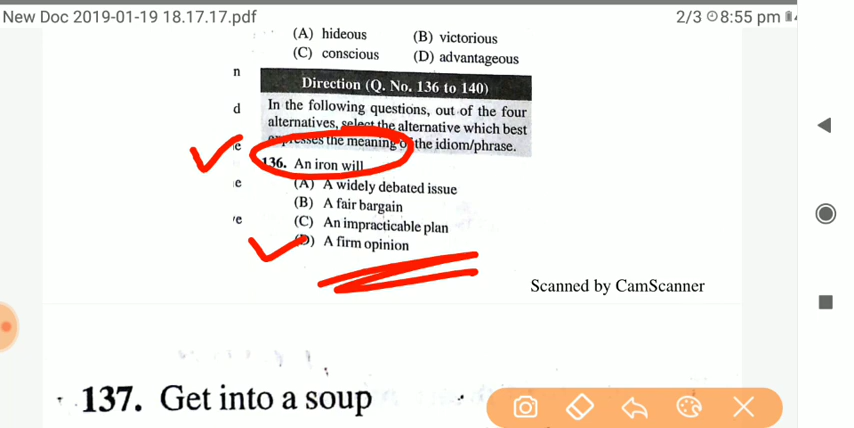 New Doc 2019-01-19 18.17.17.pdf
2/3 8:55 pm
(A) hideous (B) victorious
(C) conscious (D) advantageous
n
Direction (Q. No. 136 to 140)
d
In the following questions, out of the four
alternatives, select the alternative which best
e
expresses the meaning of the idiom/phrase.
136. An iron will
e
(A) A widely debated issue
(B) A fair bargain
've
(C) An impracticable plan
(D) A firm opinion
Scanned by CamScanner
137. Get into a soup